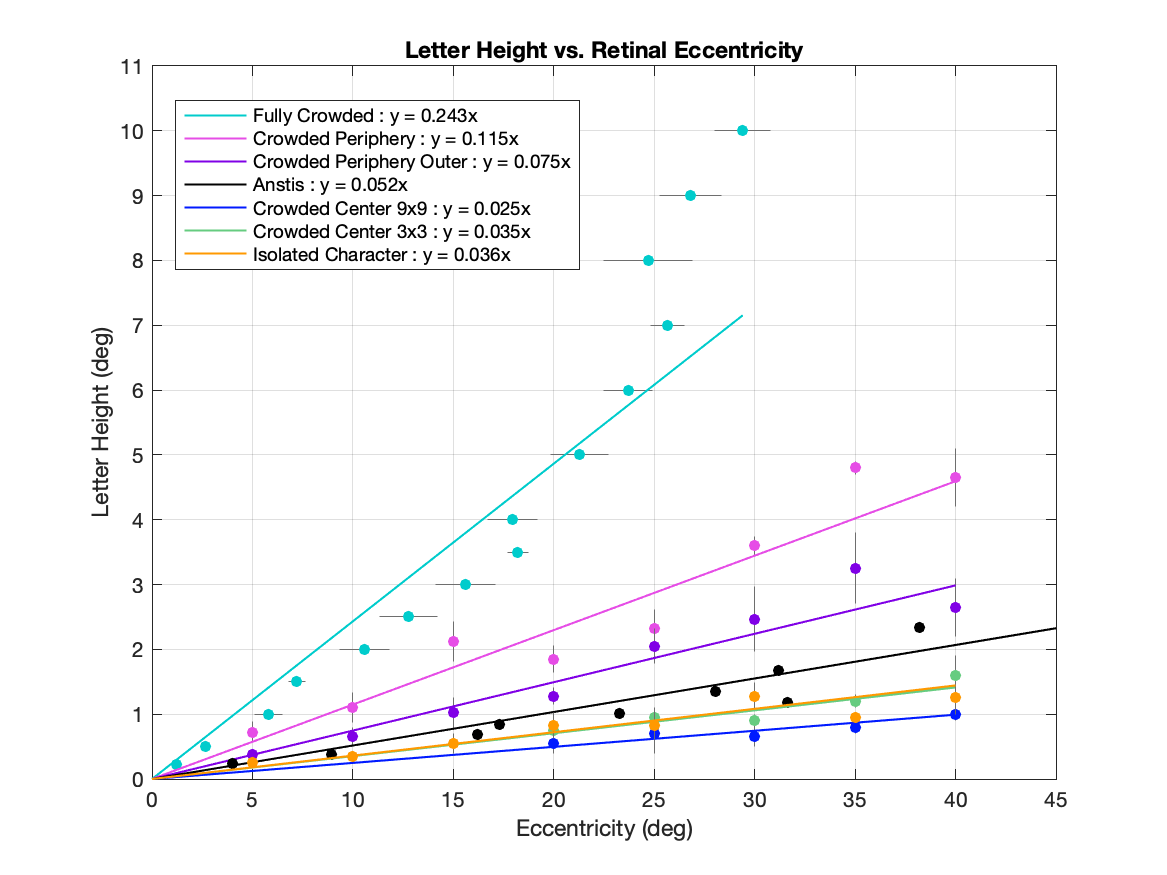 Letter Height vs. Retinal Eccentricity
11
10
9
8
7
6
5
4
3
2
1
0
Letter Height (deg)
Fully Crowded : y = 0.243x
Crowded Periphery : y = 0.115x
Crowded Periphery Outer : y = 0.075x
Anstis : y = 0.052x
Crowded Center 9x9 : y = 0.025x
Crowded Center 3x3 : y = 0.035x
Isolated Character : y = 0.036x
0 5 10 15 20 25 30 35 40 45
Eccentricity (deg)